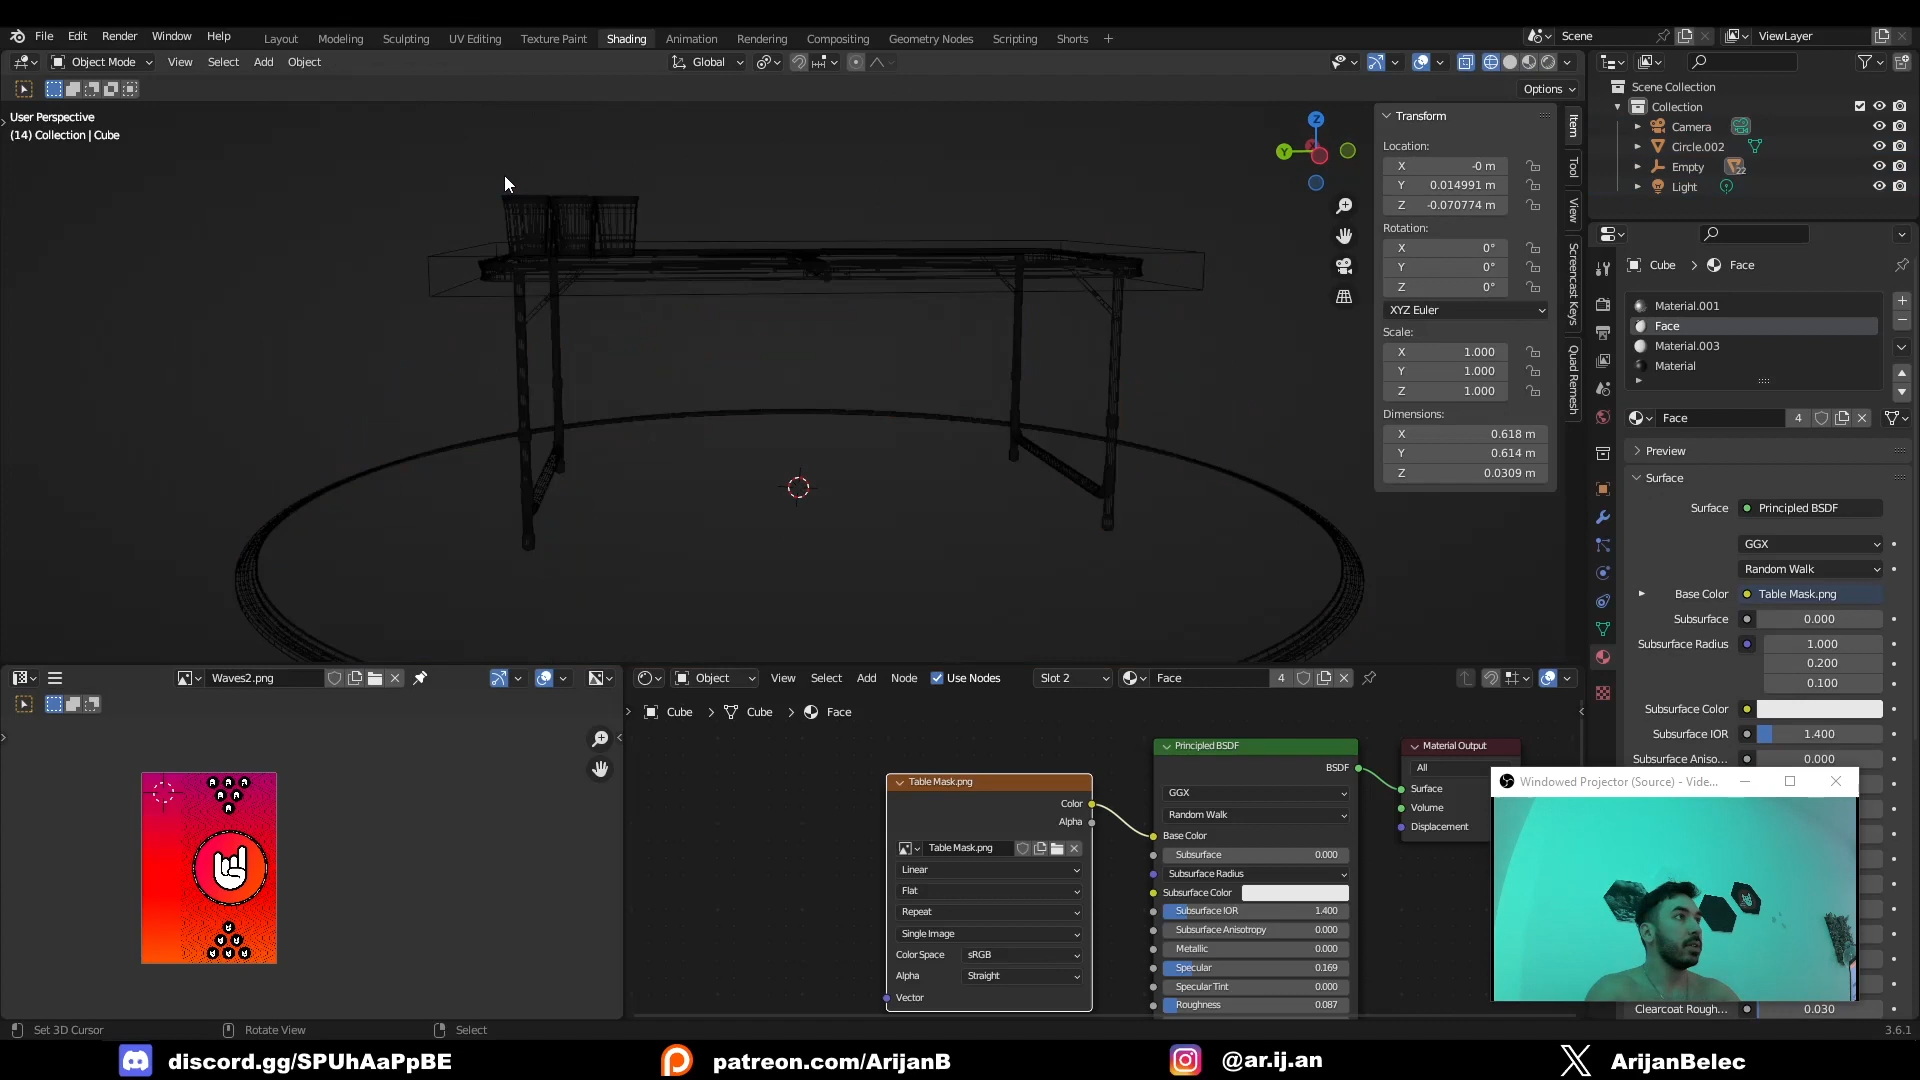 File Edit Render Window Help Layout Modeling Sculpting UV Editing Texture Paint Shading Animation Rendering Compositing Geometry Nodes Scripting Shorts + Scene ViewLayer
Object Mode View Select Add Object Global
Options
User Perspective
(14) Collection | Cube
Z
Y
Transform
Location:
X -0 m
Y 0.014991 m
Z -0.070774 m
Rotation:
X 0°
Y 0°
Z 0°
XYZ Euler
Scale:
X 1.000
Y 1.000
Z 1.000
Dimensions:
X 0.618 m
Y 0.614 m
Z 0.0309 m
Item
Tool
View
Screencast Keys
Quad Remesh
Scene Collection
Collection
Camera
Circle.002
Empty 22
Light
Cube > Face
Material.001
Face
Material.003
Material
Face 4
Preview
Surface
Surface Principled BSDF
GGX
Random Walk
Base Color Table Mask.png
Subsurface 0.000
Subsurface Radius 1.000
0.200
0.100
Subsurface Color
Subsurface IOR 1.400
Subsurface Aniso... 0.000
Clearcoat Rough... 0.030
Waves2.png
Object View Select Add Node Use Nodes Slot 2 Face 4
Cube > Cube > Face
Table Mask.png
Color
Alpha
Table Mask.png
Linear
Flat
Repeat
Single Image
Color Space sRGB
Alpha Straight
Vector
Principled BSDF
BSDF
GGX
Random Walk
Base Color
Subsurface 0.000
Subsurface Radius
Subsurface Color
Subsurface IOR 1.400
Subsurface Anisotropy 0.000
Metallic 0.000
Specular 0.169
Specular Tint 0.000
Roughness 0.087
Material Output
All
Surface
Volume
Displacement
Windowed Projector (Source) - Vide...
Set 3D Cursor Rotate View Select 3.6.1
discord.gg/SPUhAaPpBE patreon.com/ArijanB @ar.ij.an ArijanBelec